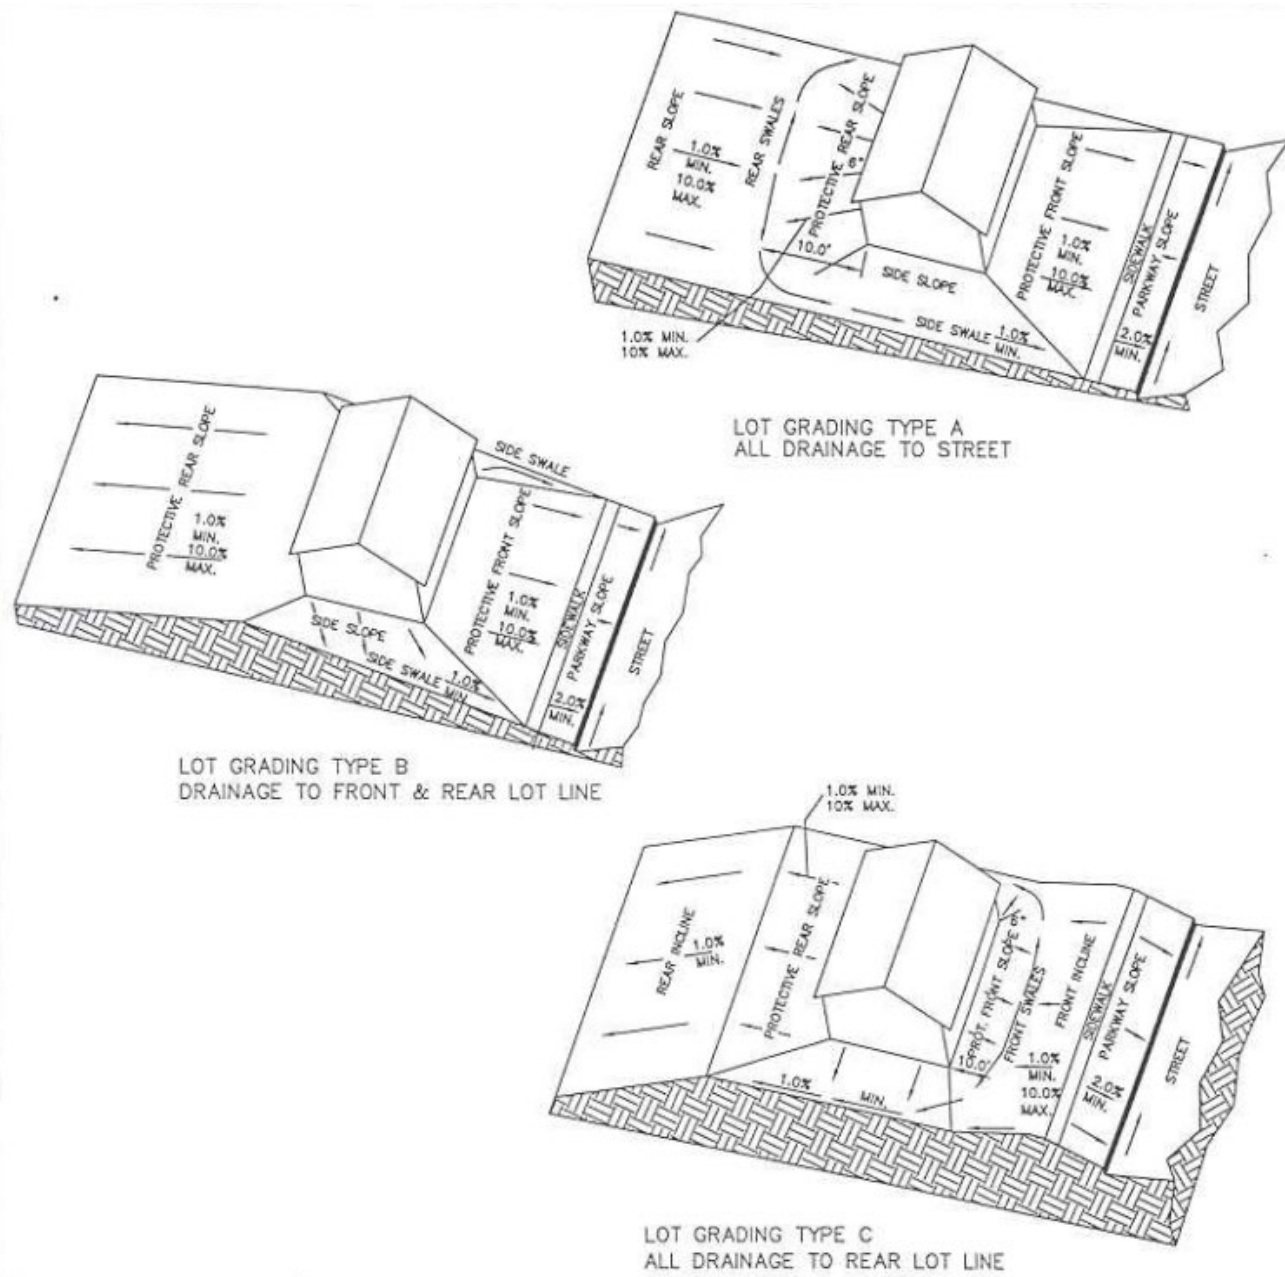 REAR SLOPE
1.0%
MIN.
10.0%
MAX.
REAR SWALES
PROTECTIVE REAR SLOPE
6"
10.0'
SIDE SLOPE
SIDE SWALE
1.0%
MIN.
PROTECTIVE FRONT SLOPE
1.0%
MIN.
10.0%
MAX.
SIDEWALK
PARKWAY SLOPE
2.0%
MIN.
STREET
1.0% MIN.
10% MAX.
LOT GRADING TYPE A
ALL DRAINAGE TO STREET
PROTECTIVE REAR SLOPE
1.0%
MIN.
10.0%
MAX.
SIDE SWALE
SIDE SLOPE
SIDE SWALE
1.0%
MIN.
PROTECTIVE FRONT SLOPE
1.0%
MIN.
10.0%
MAX.
SIDEWALK
PARKWAY SLOPE
2.0%
MIN.
STREET
LOT GRADING TYPE B
DRAINAGE TO FRONT & REAR LOT LINE
1.0% MIN.
10% MAX.
REAR INCLINE
1.0%
MIN.
PROTECTIVE REAR SLOPE
1.0%
MIN.
PROT. FRONT SLOPE
6"
10.0'
FRONT SWALES
FRONT INCLINE
1.0%
MIN.
10.0%
MAX.
SIDEWALK
PARKWAY SLOPE
2.0%
MIN.
STREET
LOT GRADING TYPE C
ALL DRAINAGE TO REAR LOT LINE